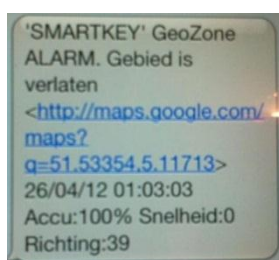 'SMARTKEY' GeoZone
ALARM. Gebied is
verlaten
<http://maps.google.com/
maps?
q=51.53354,5.11713>
26/04/12 01:03:03
Accu:100% Snelheid:0
Richting:39